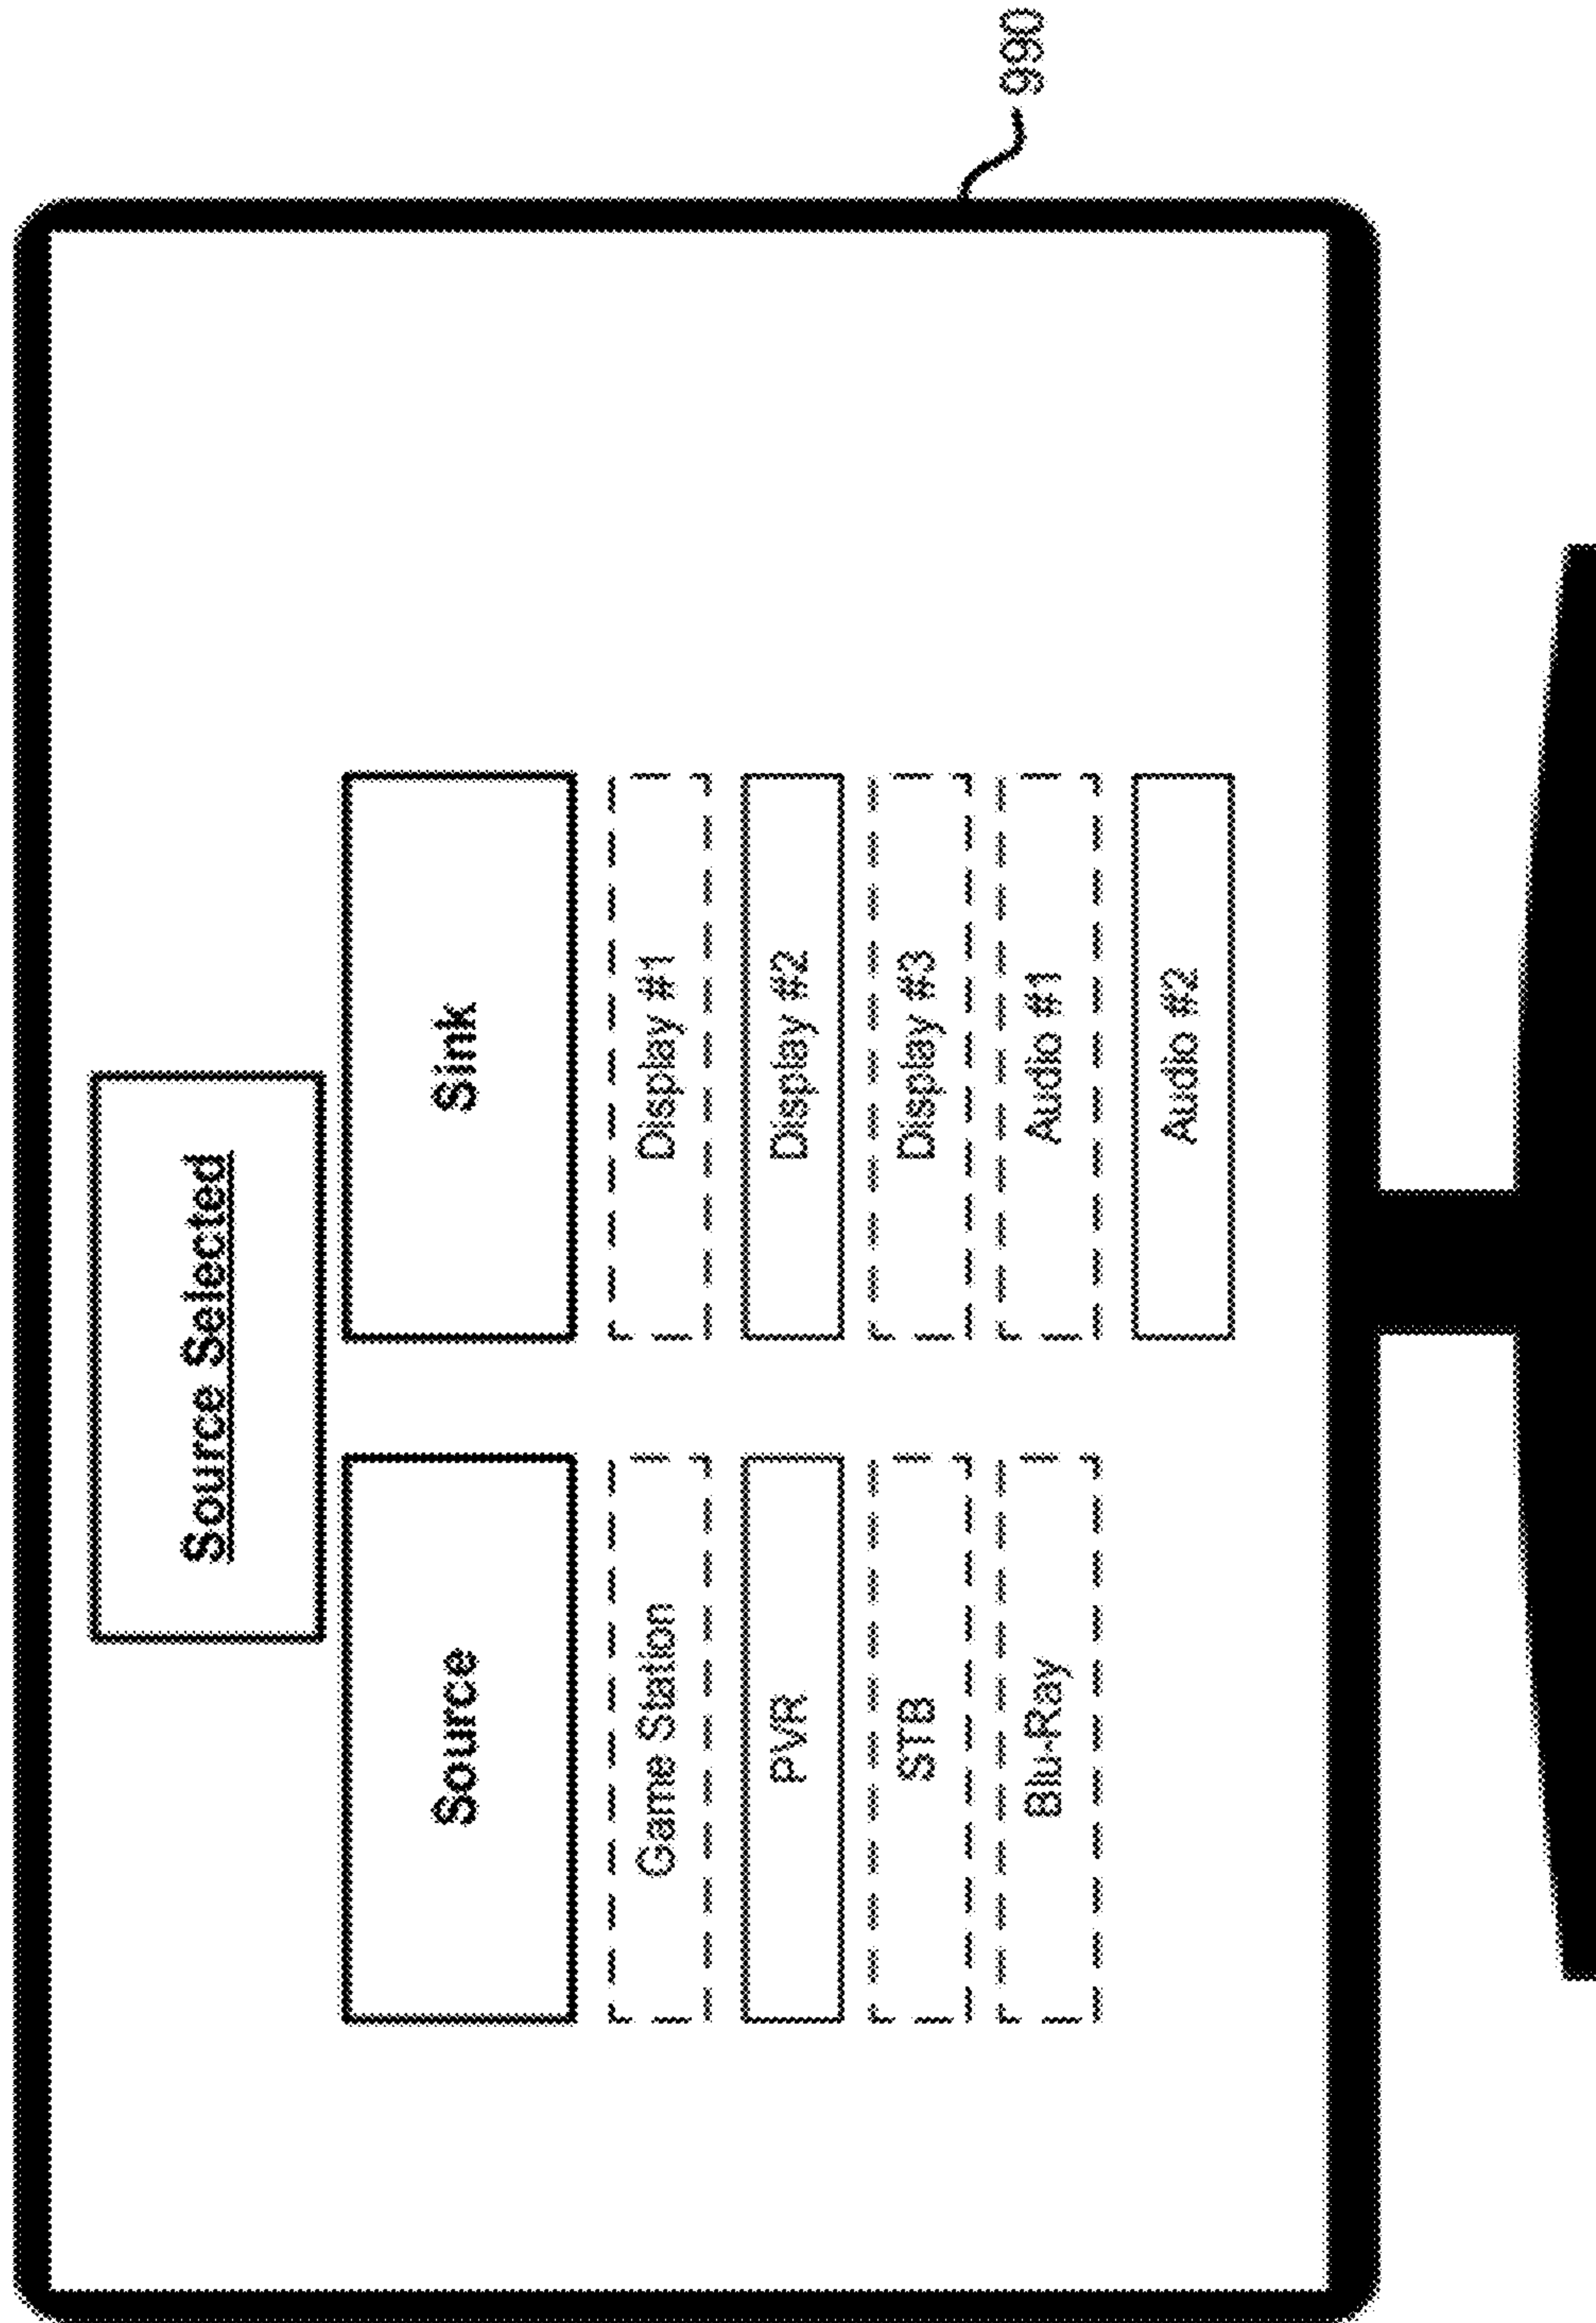 Source Selected
Source
Game Station
PVR
STB
Blu-Ray
Sink
Display #1
Display #2
Display #3
Audio #1
Audio #2
990